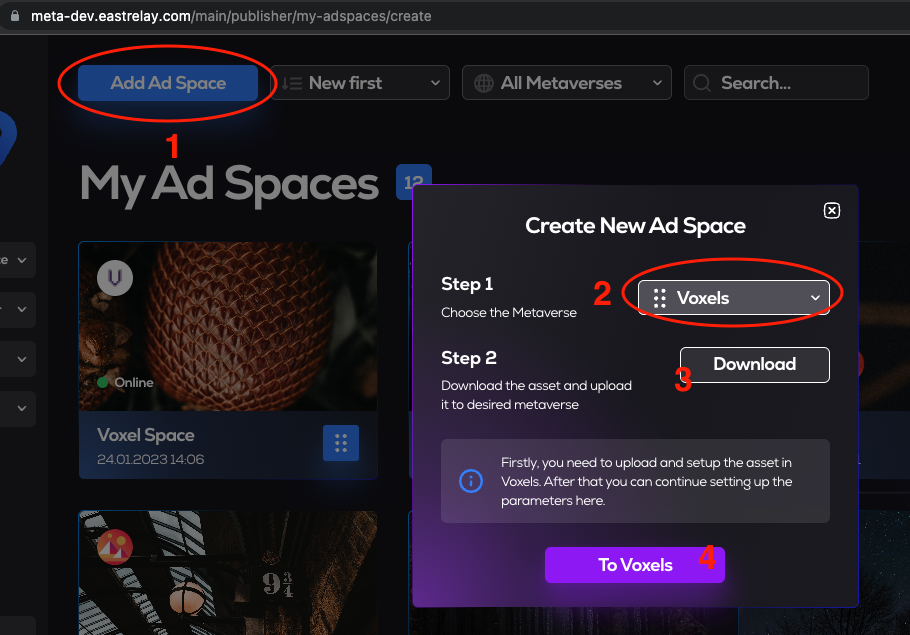 meta-dev.eastrelay.com/main/publisher/my-adspaces/create
Add Ad Space
New first
All Metaverses
Search...
1
My Ad Spaces
12
Create New Ad Space
Step 1
Choose the Metaverse
2
Voxels
Step 2
Download the asset and upload
it to desired metaverse
3
Download
Online
Voxel Space
24.01.2023 14:06
Firstly, you need to upload and setup the asset in
Voxels. After that you can continue setting up the
parameters here.
To Voxels
4
9 3/4